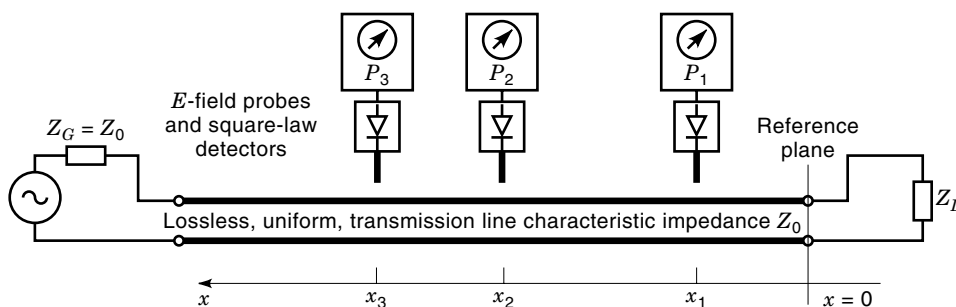 P3 P2 P1
E-field probes
and square-law
detectors
ZG = Z0
Reference
plane
Lossless, uniform, transmission line characteristic impedance Z0
x x3 x2 x1 x = 0